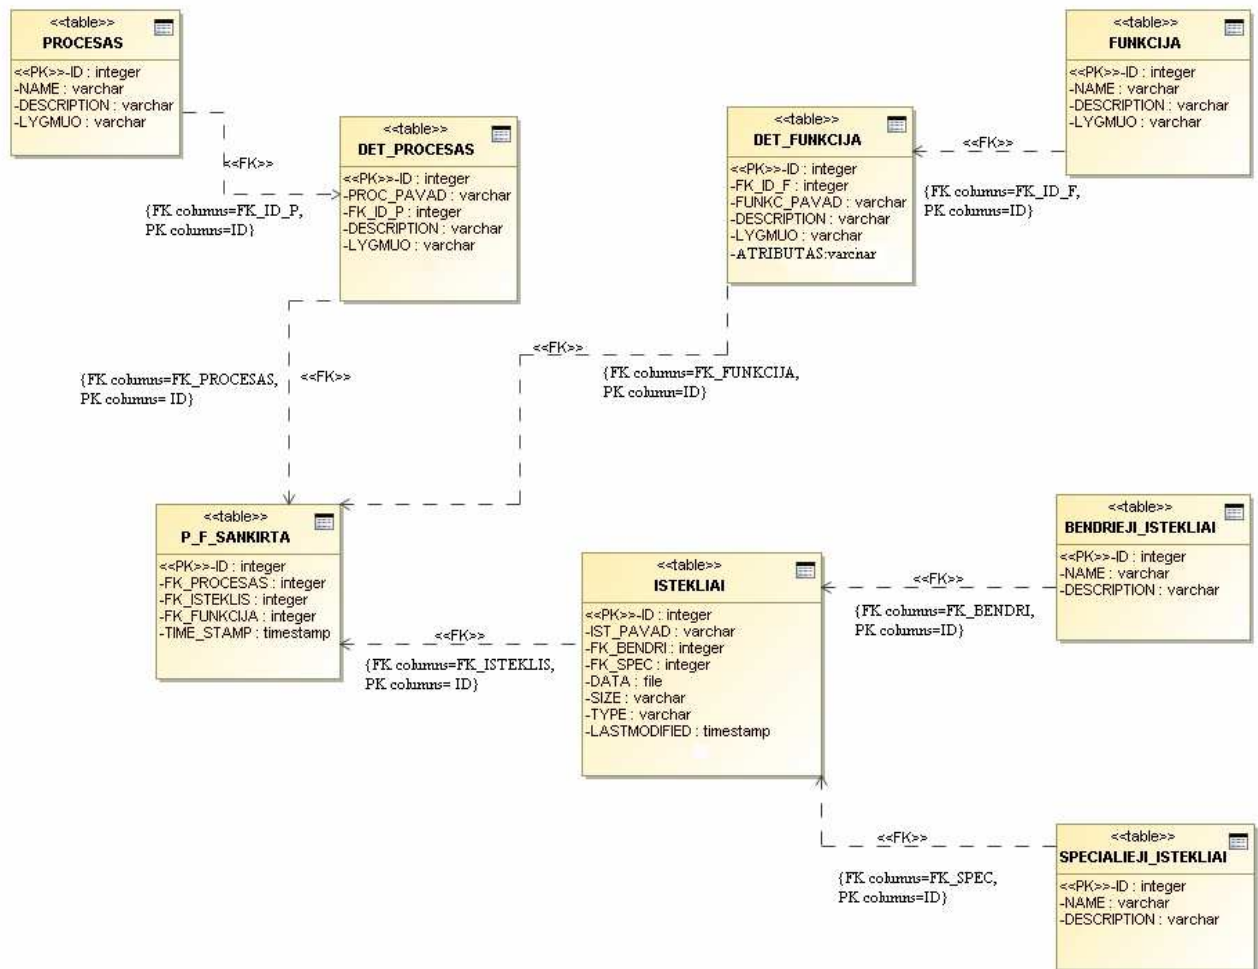 <<table>>
PROCESAS
<<PK>>-ID : integer
-NAME : varchar
-DESCRIPTION : varchar
-LYGMUO : varchar
<<FK>>
{FK columns=FK_ID_P,
PK columns=ID}
<<table>>
DET_PROCESAS
<<PK>>-ID : integer
-PROC_PAVAD : varchar
-FK_ID_P : integer
-DESCRIPTION : varchar
-LYGMUO : varchar
<<table>>
DET_FUNKCIJA
<<PK>>-ID : integer
-FK_ID_F : integer
-FUNKC_PAVAD : varchar
-DESCRIPTION : varchar
-LYGMUO : varchar
-ATRIBUTAS:varchar
<<table>>
FUNKCIJA
<<PK>>-ID : integer
-NAME : varchar
-DESCRIPTION : varchar
-LYGMUO : varchar
<<FK>>
{FK columns=FK_ID_F,
PK columns=ID}
{FK columns=FK_PROCESAS,
PK columns= ID}
<<FK>>
<<FK>>
{FK columns=FK_FUNKCIJA,
PK column=ID}
<<table>>
P_F_SANKIRTA
<<PK>>-ID : integer
-FK_PROCESAS : integer
-FK_ISTEKLIS : integer
-FK_FUNKCIJA : integer
-TIME_STAMP : timestamp
<<FK>>
{FK columns=FK_ISTEKLIS,
PK columns= ID}
<<table>>
ISTEKLIAI
<<PK>>-ID : integer
-IST_PAVAD : varchar
-FK_BENDRI : integer
-FK_SPEC : integer
-DATA : file
-SIZE : varchar
-TYPE : varchar
-LASTMODIFIED : timestamp
<<FK>>
{FK columns=FK_BENDRI,
PK columns=ID}
<<table>>
BENDRIEJI_ISTEKLIAI
<<PK>>-ID : integer
-NAME : varchar
-DESCRIPTION : varchar
<<FK>>
{FK columns=FK_SPEC,
PK columns=ID}
<<table>>
SPECIALIEJI_ISTEKLIAI
<<PK>>-ID : integer
-NAME : varchar
-DESCRIPTION : varchar